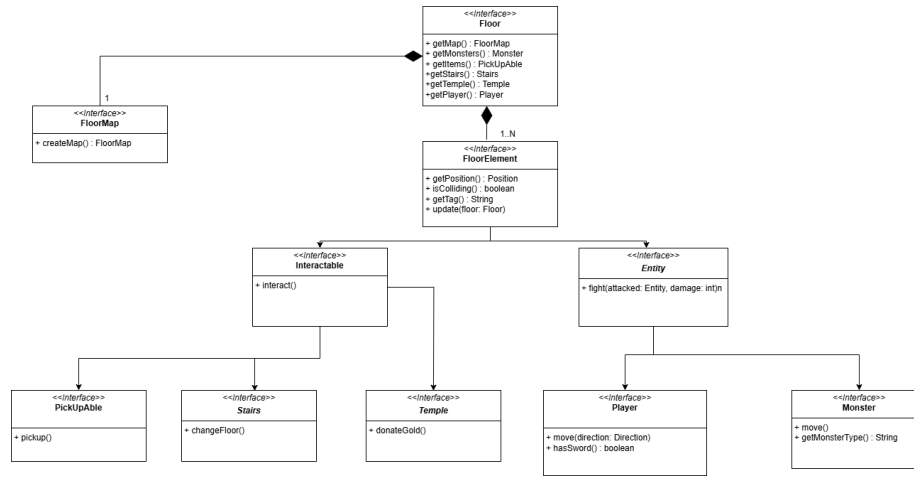 <<Interface>>
Floor
+ getMap() : FloorMap
+ getMonsters() : Monster
+ getItems() : PickUpAble
+getStairs() : Stairs
+getTemple() : Temple
+getPlayer() : Player
1
<<Interface>>
FloorMap
+ createMap() : FloorMap
1..N
<<Interface>>
FloorElement
+ getPosition() : Position
+ isColliding() : boolean
+ getTag() : String
+ update(floor: Floor)
<<Interface>>
Interactable
+ interact()
<<Interface>>
Entity
+ fight(attacked: Entity, damage: int)n
<<Interface>>
PickUpAble
+ pickup()
<<Interface>>
Stairs
+ changeFloor()
<<Interface>>
Temple
+ donateGold()
<<Interface>>
Player
+ move(direction: Direction)
+ hasSword() : boolean
<<Interface>>
Monster
+ move()
+ getMonsterType() : String